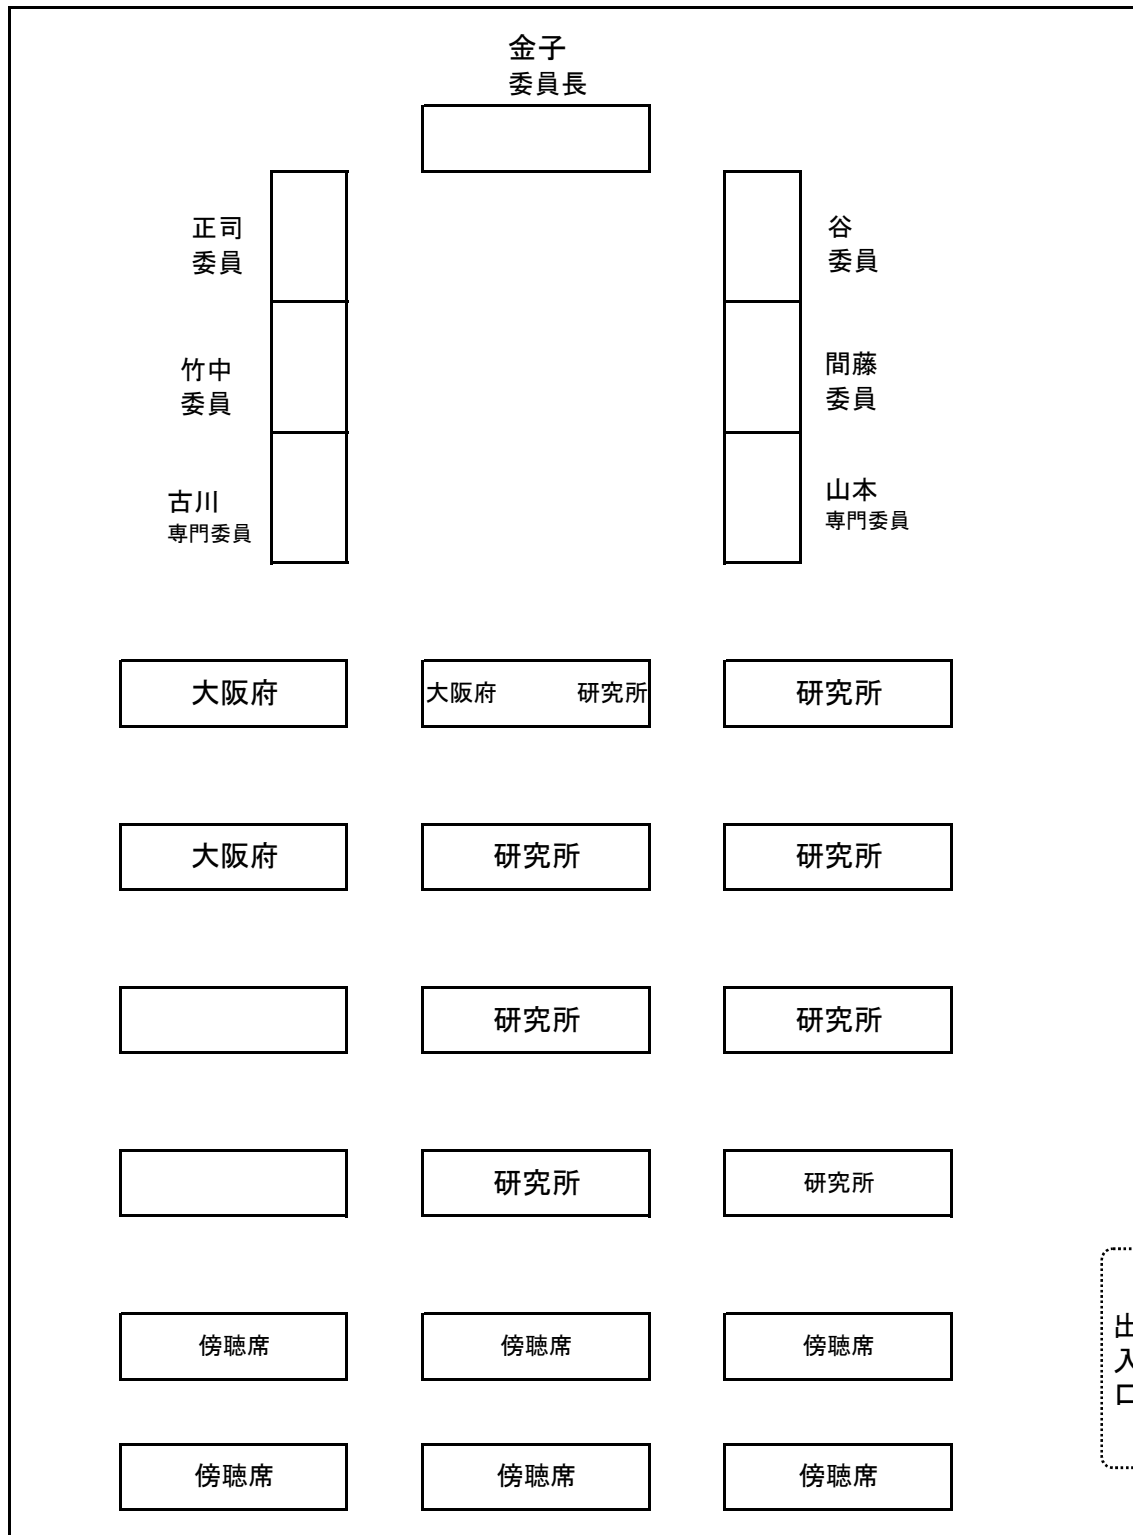 金子
委員長
正司
委員
谷
委員
竹中
委員
間藤
委員
古川
専門委員
山本
専門委員
大阪府
大阪府 研究所
研究所
大阪府
研究所
研究所
研究所
研究所
研究所
研究所
傍聴席
傍聴席
傍聴席
傍聴席
傍聴席
傍聴席
出入口